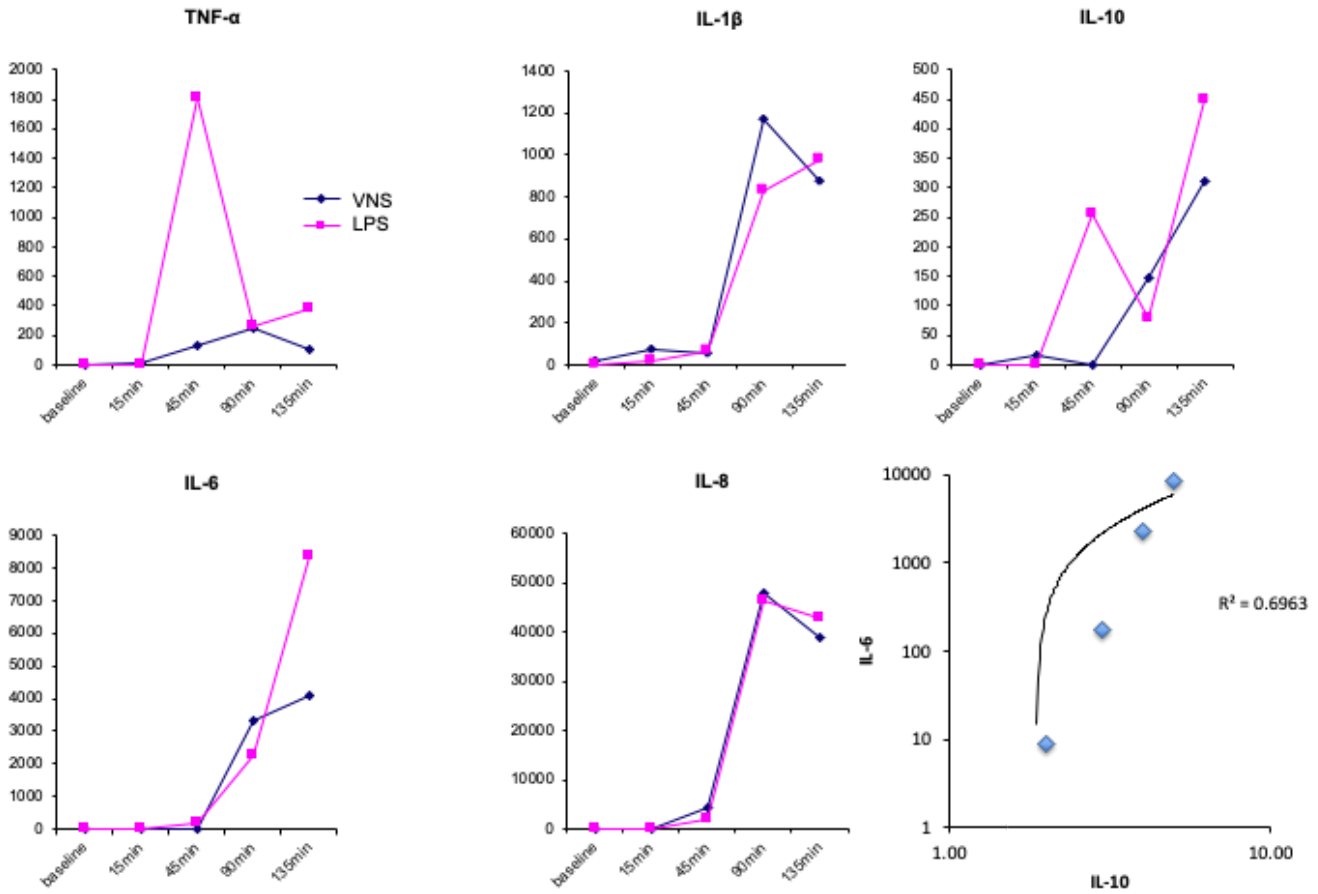 TNF-α
2000
1800
1600
1400
1200
1000
800
600
400
200
0
baseline
15min
45min
90min
135min
VNS
LPS
IL-1β
1400
1200
1000
800
600
400
200
0
baseline
15min
45min
90min
135min
IL-10
500
450
400
350
300
250
200
150
100
50
0
baseline
15min
45min
90min
135min
IL-6
9000
8000
7000
6000
5000
4000
3000
2000
1000
0
baseline
15min
45min
90min
135min
IL-8
60000
50000
40000
30000
20000
10000
0
baseline
15min
45min
90min
135min
IL-6
10000
1000
100
10
1
1.00
10.00
R² = 0.6963
IL-10